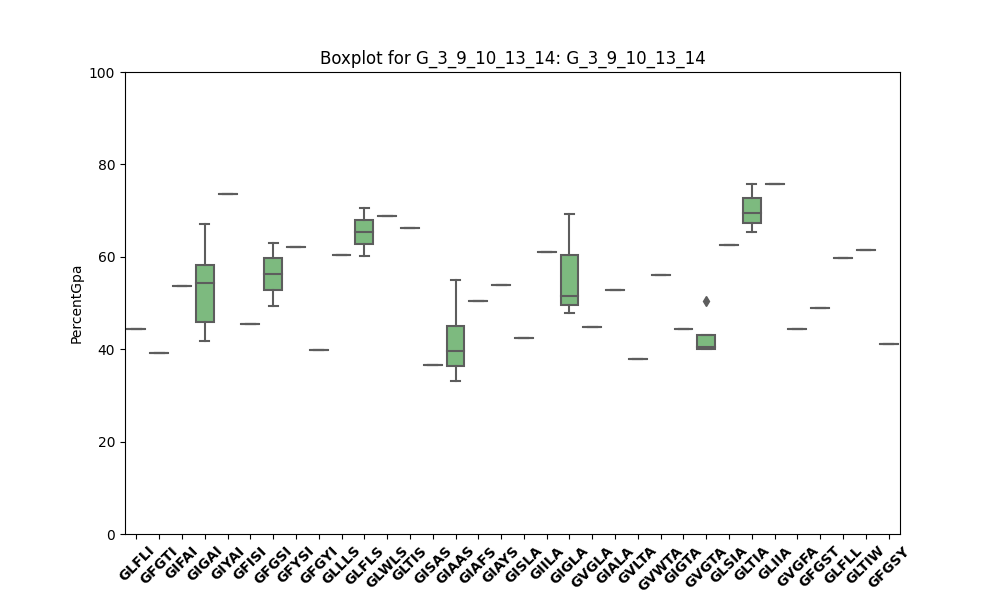 Boxplot for G_3_9_10_13_14: G_3_9_10_13_14
PercentGpa
100
80
60
40
20
0
GLFLI
GFGTI
GIFAI
GIGAI
GIYAI
GFISI
GFGSI
GFYSI
GFGYI
GLLLS
GLFLS
GLWLS
GLTIS
GISAS
GIAAS
GIAFS
GIAYS
GISLA
GIILA
GIGLA
GVGLA
GIALA
GVLTA
GVWTA
GIGTA
GVGTA
GLSIA
GLTIA
GLIIA
GVGFA
GFGST
GLFLL
GLTIW
GFGSY